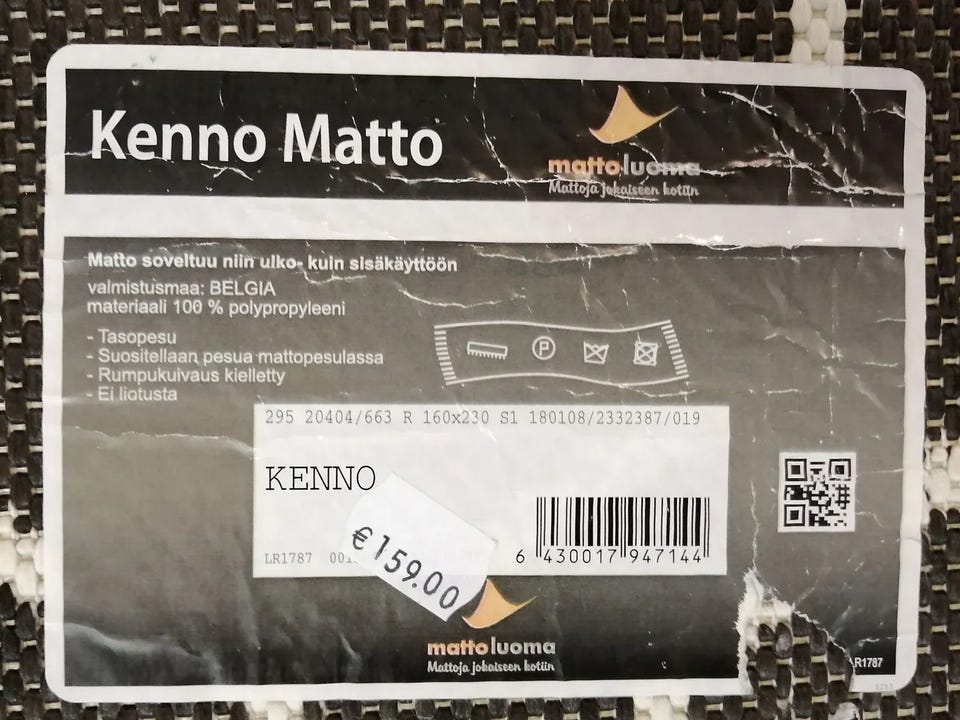 Kenno Matto
mattoluoma
Mattoja jokaiseen kotiin
Matto soveltuu niin ulko- kuin sisäkäyttöön
valmistusmaa: BELGIA
materiaali 100 % polypropyleeni
- Tasopesu
- Suositellaan pesua mattopesulassa
- Rumpukuivaus kielletty
- Ei liotusta
P
295 20404/663 R 160x230 S1 180108/2332387/019
KENNO
€159.00
6 430017 947144
LR1787
mattoluoma
Mattoja jokaiseen kotiin
LR1787